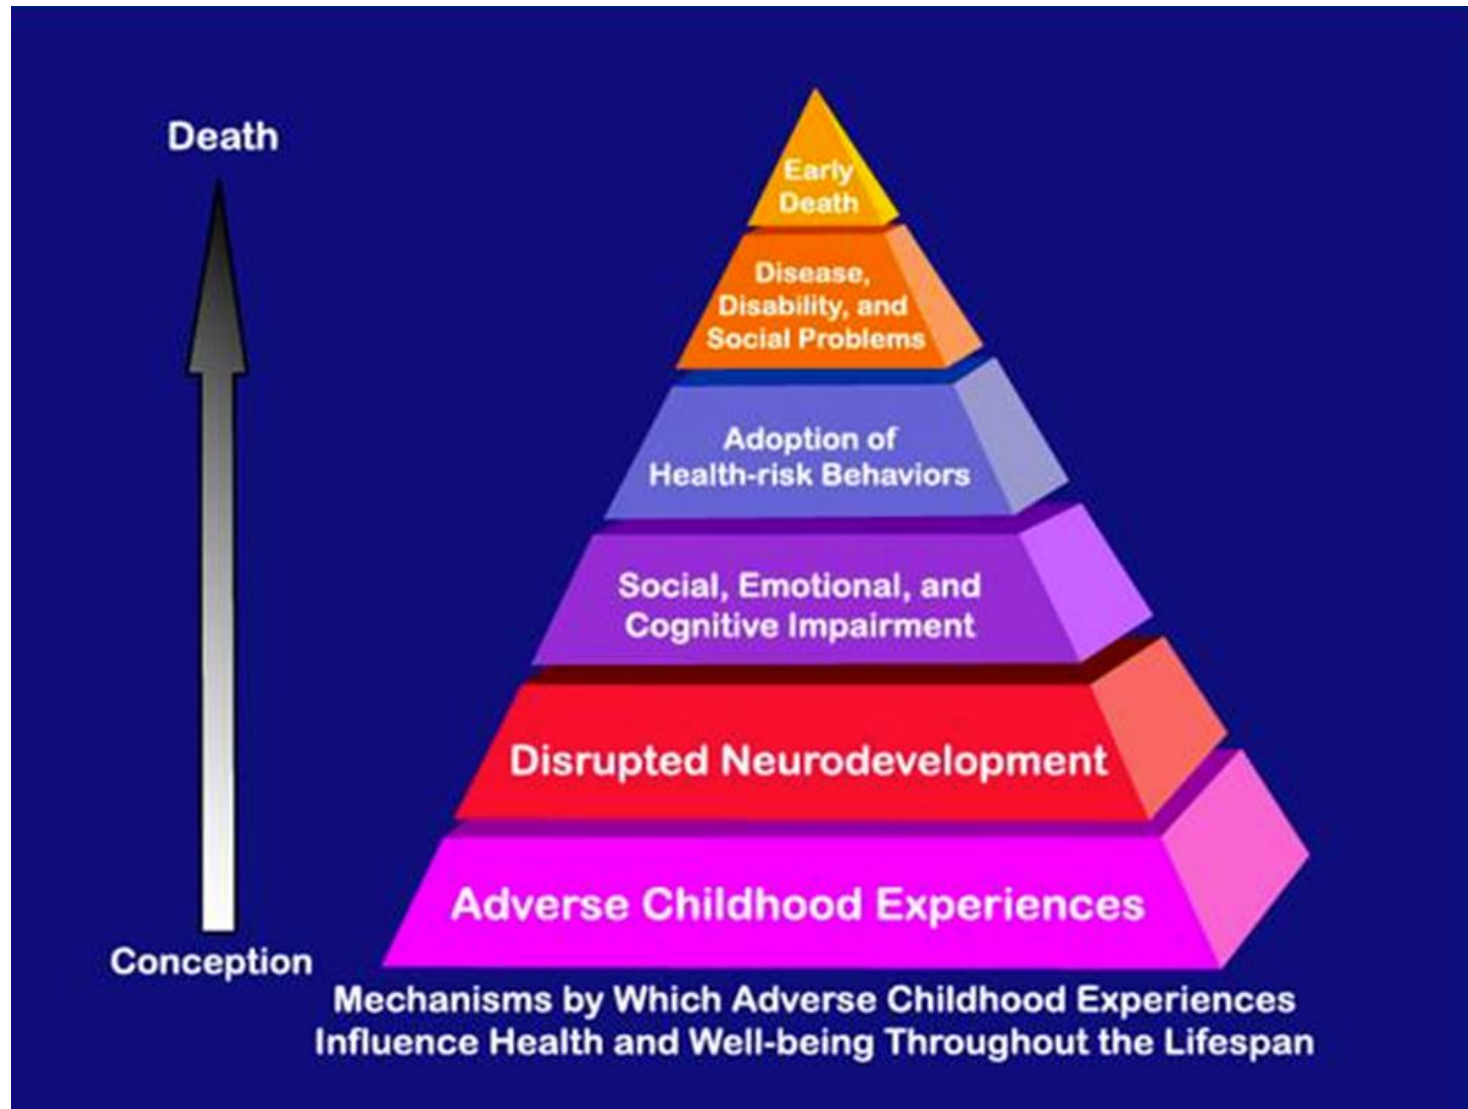 Death
Early
Death
Disease,
Disability, and
Social Problems
Adoption of
Health-risk Behaviors
Social, Emotional, and
Cognitive Impairment
Disrupted Neurodevelopment
Adverse Childhood Experiences
Conception
Mechanisms by Which Adverse Childhood Experiences
Influence Health and Well-being Throughout the Lifespan